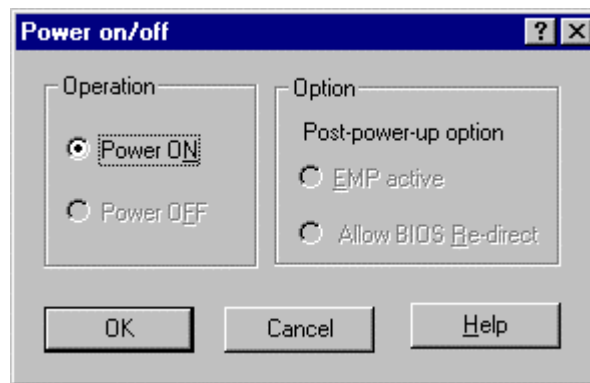 Power on/off
Operation
Power ON
Power OFF
Option
Post-power-up option
EMP active
Allow BIOS Re-direct
OK
Cancel
Help